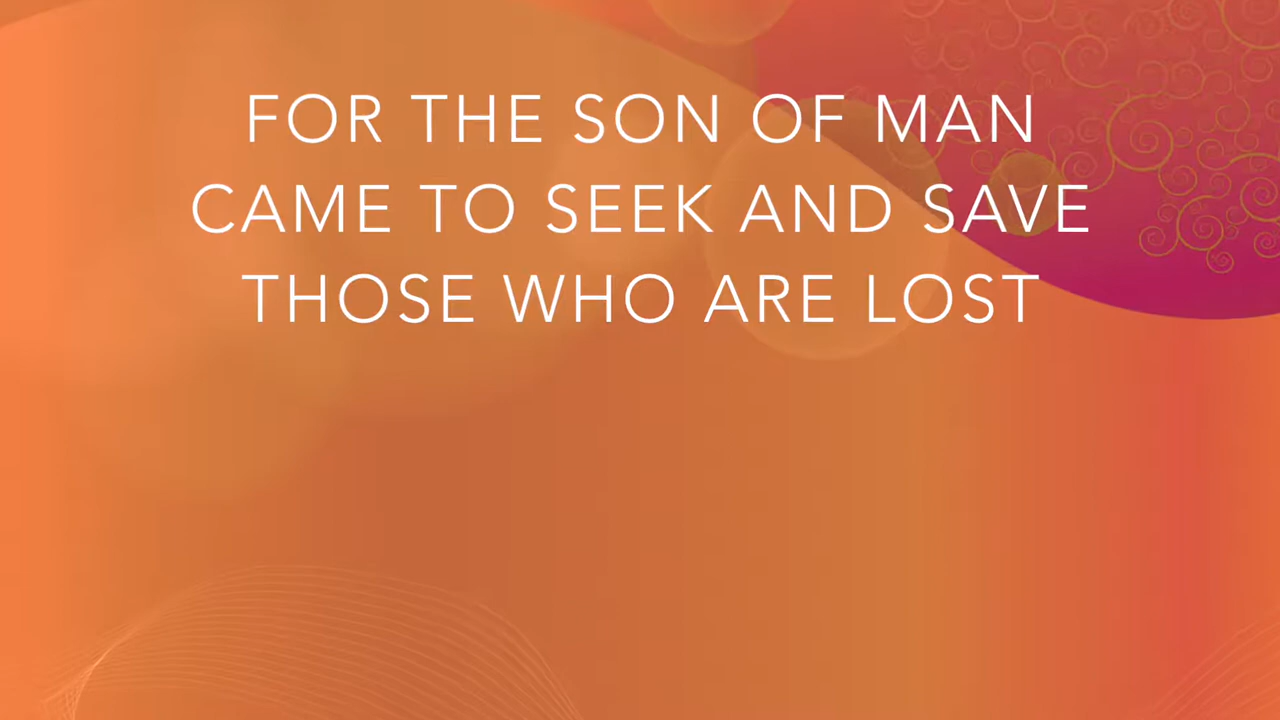 FOR THE SON OF MAN
CAME TO SEEK AND SAVE
THOSE WHO ARE LOST